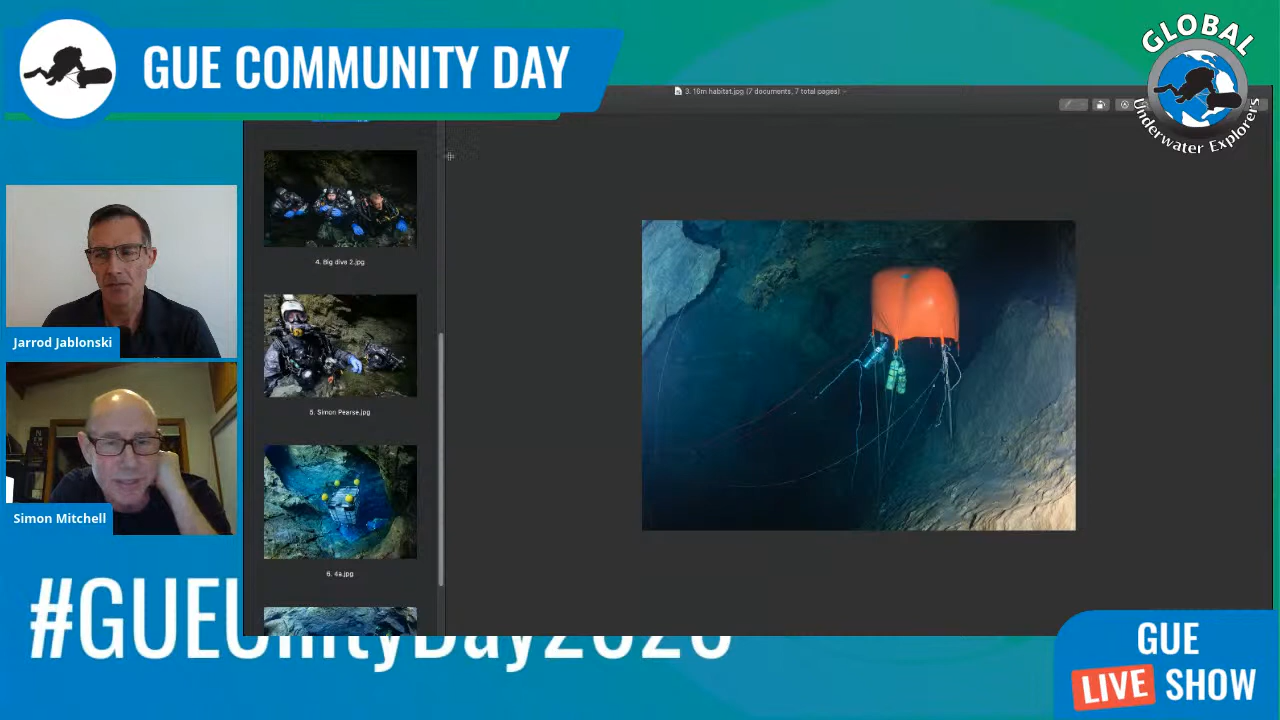 GUE COMMUNITY DAY
GLOBAL
Underwater Explorers
3. 16m habitat.jpg (7 documents, 7 total pages)
4. Big dive 2.jpg
Jarrod Jablonski
5. Simon Pearse.jpg
Simon Mitchell
6. 4a.jpg
#GUEUnityDay2020
GUE
LIVE SHOW